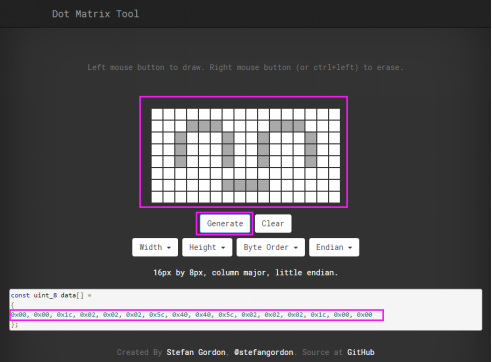 Dot Matrix Tool
Left mouse button to draw. Right mouse button (or ctrl+left) to erase.
Generate Clear
Width Height Byte Order Endian
16px by 8px, column major, little endian.
const uint_8 data[] =
{
0x00, 0x00, 0x1c, 0x02, 0x02, 0x02, 0x5c, 0x40, 0x40, 0x5c, 0x02, 0x02, 0x02, 0x1c, 0x00, 0x00
};
Created By Stefan Gordon, @stefangordon. Source at GitHub